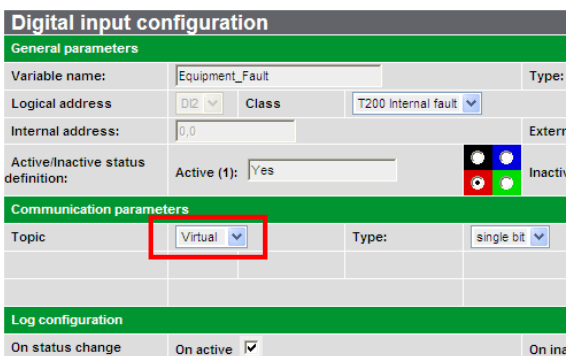 Digital input configuration
General parameters
Variable name: Equipment_Fault Type:
Logical address DI2 Class T200 Internal fault
Internal address: 0,0 Extern
Active/Inactive status definition: Active (1): Yes Inactiv
Communication parameters
Topic Virtual Type: single bit
Log configuration
On status change On active On ina